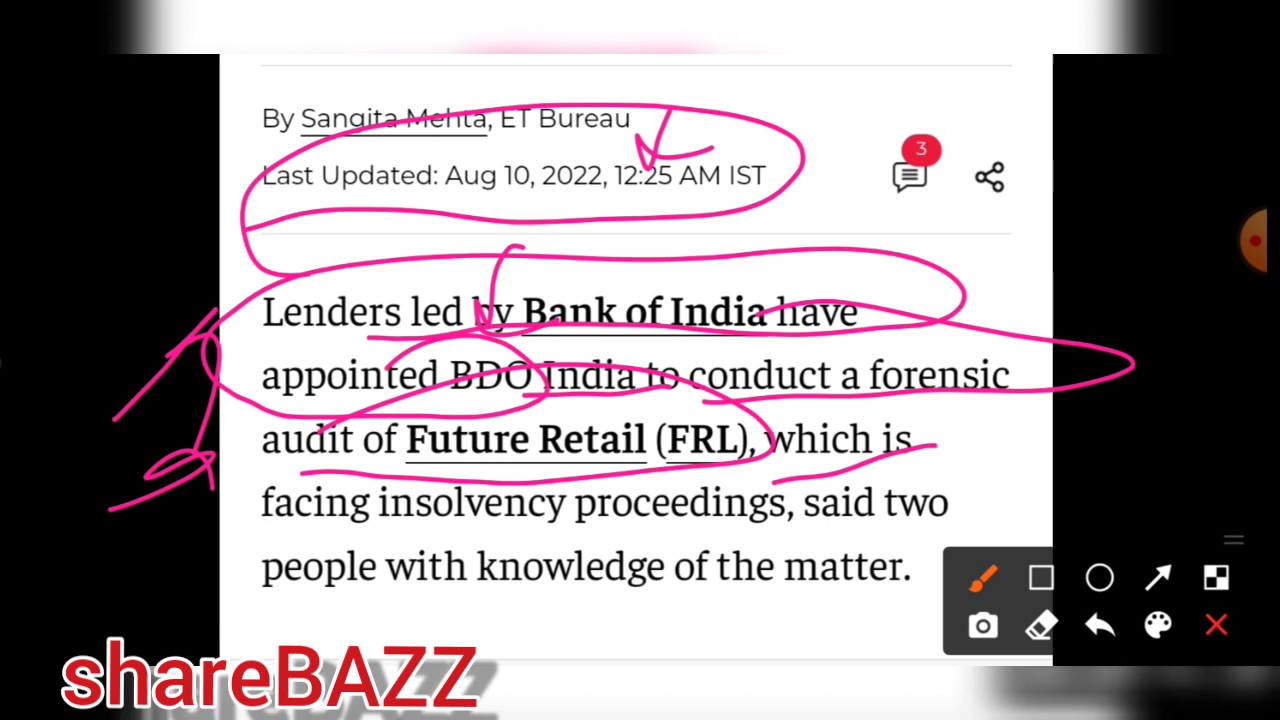 By Sangita Mehta, ET Bureau
Last Updated: Aug 10, 2022, 12:25 AM IST
3
Lenders led by Bank of India have
appointed BDO India to conduct a forensic
audit of Future Retail (FRL), which is
facing insolvency proceedings, said two
people with knowledge of the matter.
shareBAZZ